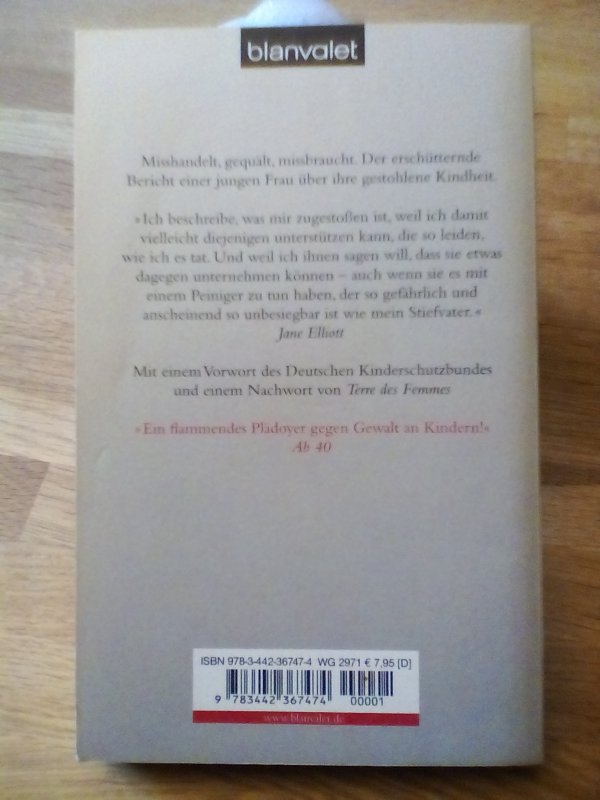 blanvalet
Misshandelt, gequält, missbraucht. Der erschütternde
Bericht einer jungen Frau über ihre gestohlene Kindheit.
»Ich beschreibe, was mir zugestoßen ist, weil ich damit
vielleicht diejenigen unterstützen kann, die so leiden,
wie ich es tat. Und weil ich ihnen sagen will, dass sie etwas
dagegen unternehmen können – auch wenn sie es mit
einem Peiniger zu tun haben, der so gefährlich und
anscheinend so unbesiegbar ist wie mein Stiefvater.«
Jane Elliott
Mit einem Vorwort des Deutschen Kinderschutzbundes
und einem Nachwort von Terre des Femmes
»Ein flammendes Plädoyer gegen Gewalt an Kindern!«
Ab 40
ISBN 978-3-442-36747-4 WG 2971 € 7,95 [D]
9 783442 367474 00001
www.blanvalet.de